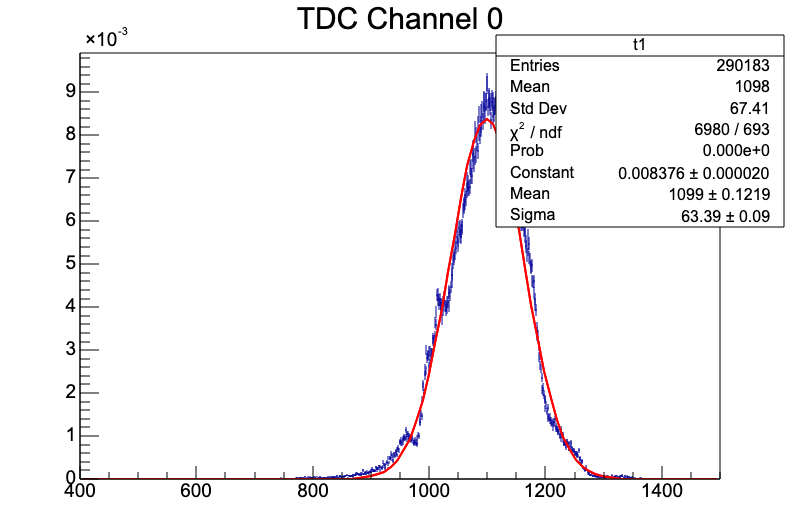 TDC Channel 0
×10⁻³
t1
Entries 290183
Mean 1098
Std Dev 67.41
χ² / ndf 6980 / 693
Prob 0.000e+0
Constant 0.008376 ± 0.000020
Mean 1099 ± 0.1219
Sigma 63.39 ± 0.09
9
8
7
6
5
4
3
2
1
0
400 600 800 1000 1200 1400